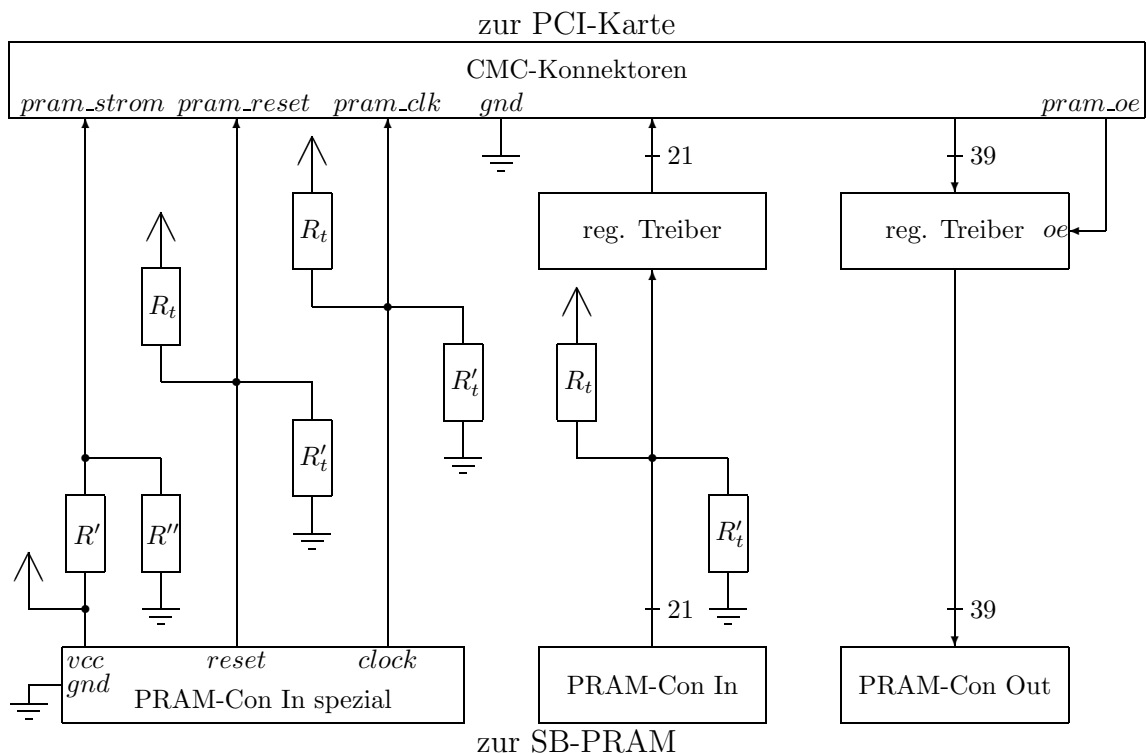 zur PCI-Karte
CMC-Konnektoren
pram_strom pram_reset pram_clk gnd pram_oe
21 39
R_t reg. Treiber reg. Treiber oe
R_t
R'_t R_t
R'_t
R' R'' R'_t
21 39
vcc reset clock
gnd
PRAM-Con In spezial PRAM-Con In PRAM-Con Out
zur SB-PRAM